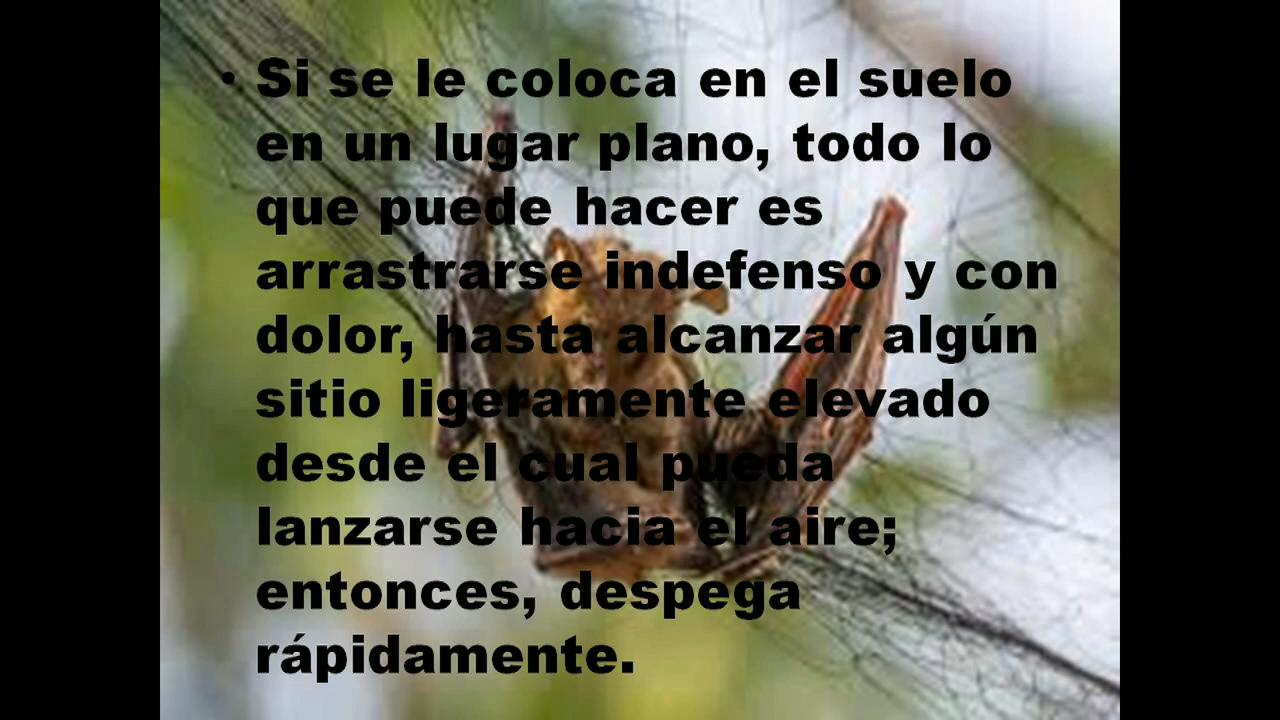 • Si se le coloca en el suelo
en un lugar plano, todo lo
que puede hacer es
arrastrarse indefenso y con
dolor, hasta alcanzar algún
sitio ligeramente elevado
desde el cual pueda
lanzarse hacia el aire;
entonces, despega
rápidamente.